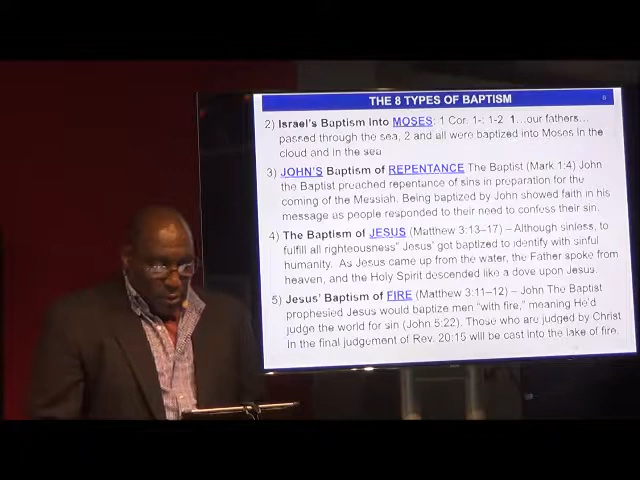 THE 8 TYPES OF BAPTISM
2) Israel's Baptism into MOSES: 1 Cor. 1-: 1-2 1...our fathers...
passed through the sea, 2 and all were baptized into Moses in the
cloud and in the sea
3) JOHN'S Baptism of REPENTANCE The Baptist (Mark 1:4) John
the Baptist preached repentance of sins in preparation for the
coming of the Messiah. Being baptized by John showed faith in his
message as people responded to their need to confess their sin.
4) The Baptism of JESUS (Matthew 3:13-17) – Although sinless, to
fulfill all righteousness" Jesus' got baptized to identify with sinful
humanity. As Jesus came up from the water, the Father spoke from
heaven, and the Holy Spirit descended like a dove upon Jesus.
5) Jesus' Baptism of FIRE (Matthew 3:11-12) – John The Baptist
prophesied Jesus would baptize men "with fire," meaning He'd
judge the world for sin (John 5:22). Those who are judged by Christ
In the final judgement of Rev. 20:15 will be cast into the lake of fire.